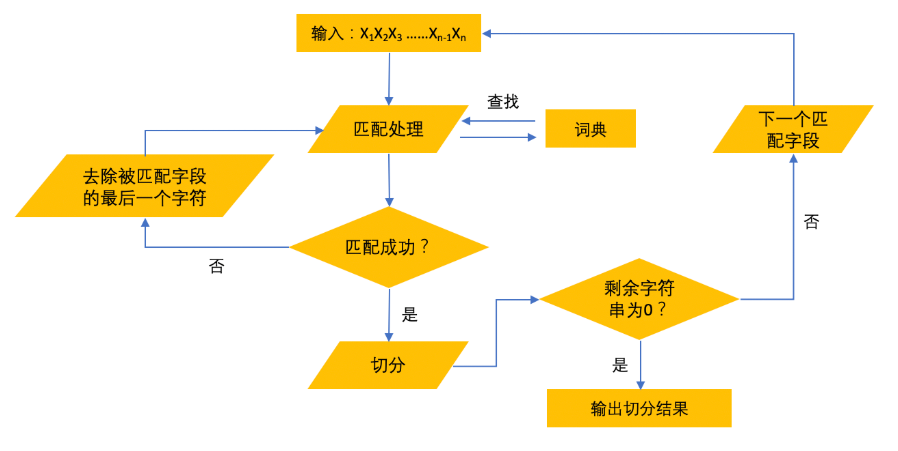 输入：X₁X₂X₃ ……Xₙ₋₁Xₙ
查找
匹配处理
词典
下一个匹
配字段
去除被匹配字段
的最后一个字符
匹配成功？
否
否
剩余字符
串为0？
是
切分
是
输出切分结果